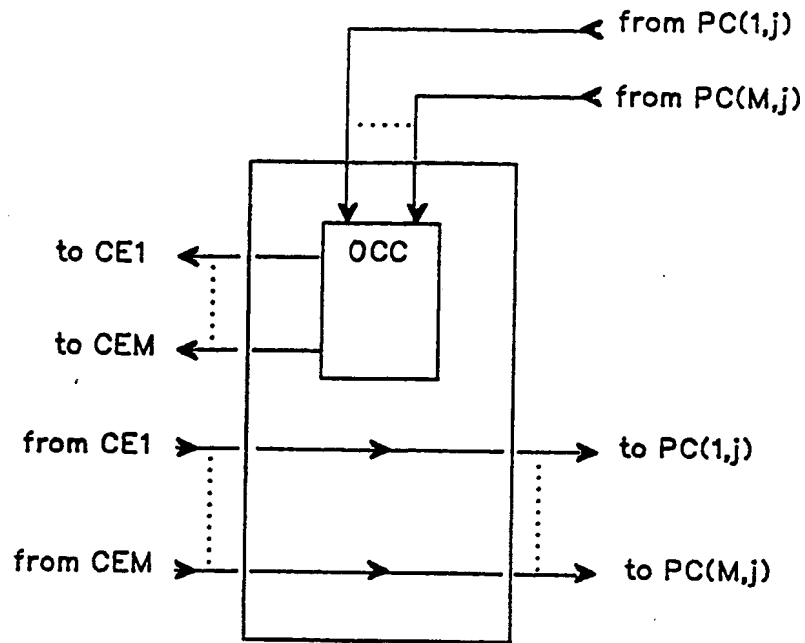 from PC(1,j)
from PC(M,j)
to CE1
OCC
to CEM
from CE1
to PC(1,j)
from CEM
to PC(M,j)